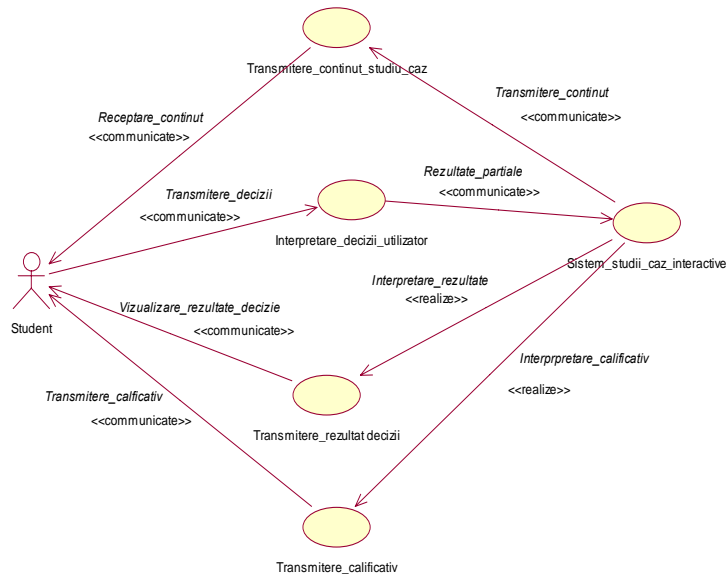 Transmitere_continut_studiu_caz
Transmitere_continut
<<communicate>>
Receptare_continut
<<communicate>>
Rezultate_partiale
<<communicate>>
Transmitere_decizii
<<communicate>>
Interpretare_decizii_utilizator
Sistem_studii_caz_interactive
Interpretare_rezultate
<<realize>>
Vizualizare_rezultate_decizie
<<communicate>>
Student
Interprpretare_calificativ
<<realize>>
Transmitere_calficativ
<<communicate>>
Transmitere_rezultat decizii
Transmitere_calificativ